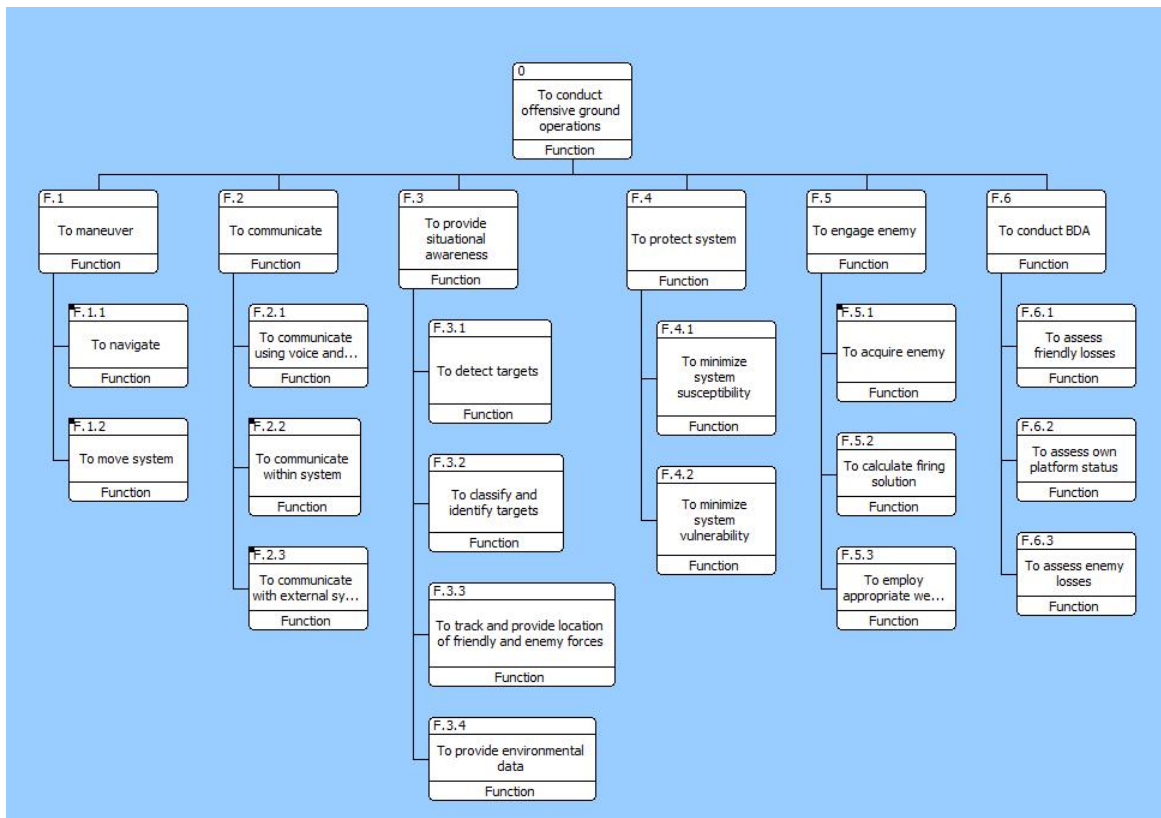 0
To conduct
offensive ground
operations
Function
F.1
To maneuver
Function
F.2
To communicate
Function
F.3
To provide
situational
awareness
Function
F.4
To protect system
Function
F.5
To engage enemy
Function
F.6
To conduct BDA
Function
F.1.1
To navigate
Function
F.1.2
To move system
Function
F.2.1
To communicate
using voice and...
Function
F.2.2
To communicate
within system
Function
F.2.3
To communicate
with external sy...
Function
F.3.1
To detect targets
Function
F.3.2
To classify and
identify targets
Function
F.3.3
To track and provide location
of friendly and enemy forces
Function
F.3.4
To provide environmental
data
Function
F.4.1
To minimize
system
susceptibility
Function
F.4.2
To minimize
system
vulnerability
Function
F.5.1
To acquire enemy
Function
F.5.2
To calculate firing
solution
Function
F.5.3
To employ
appropriate we...
Function
F.6.1
To assess
friendly losses
Function
F.6.2
To assess own
platform status
Function
F.6.3
To assess enemy
losses
Function